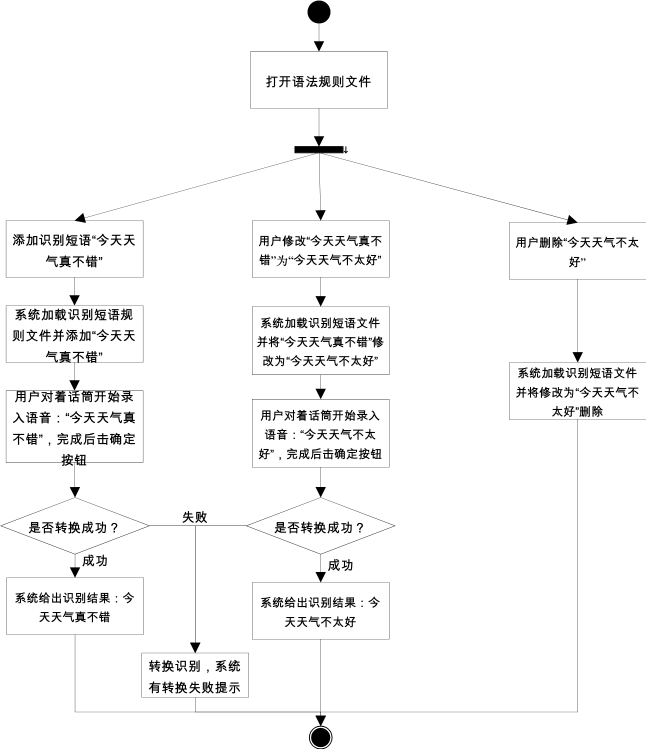 打开语法规则文件
添加识别短语“今天天
气真不错”
系统加载识别短语规
则文件并添加“今天天
气真不错”
用户对着话筒开始录
入语音：“今天天气真
不错”，完成后击确定
按钮
是否转换成功？
成功
系统给出识别结果：今
天天气真不错
失败
转换识别，系统
有转换失败提示
用户修改“今天天气真不
错”为“今天天气不太好”
系统加载识别短语文件
并将“今天天气真不错”修
改为“今天天气不太好”
用户对着话筒开始录入
语音：“今天天气不太
好”，完成后击确定按钮
是否转换成功？
成功
系统给出识别结果：今
天天气不太好
用户删除“今天天气不太
好”
系统加载识别短语文件
并将修改为“今天天气不
太好”删除